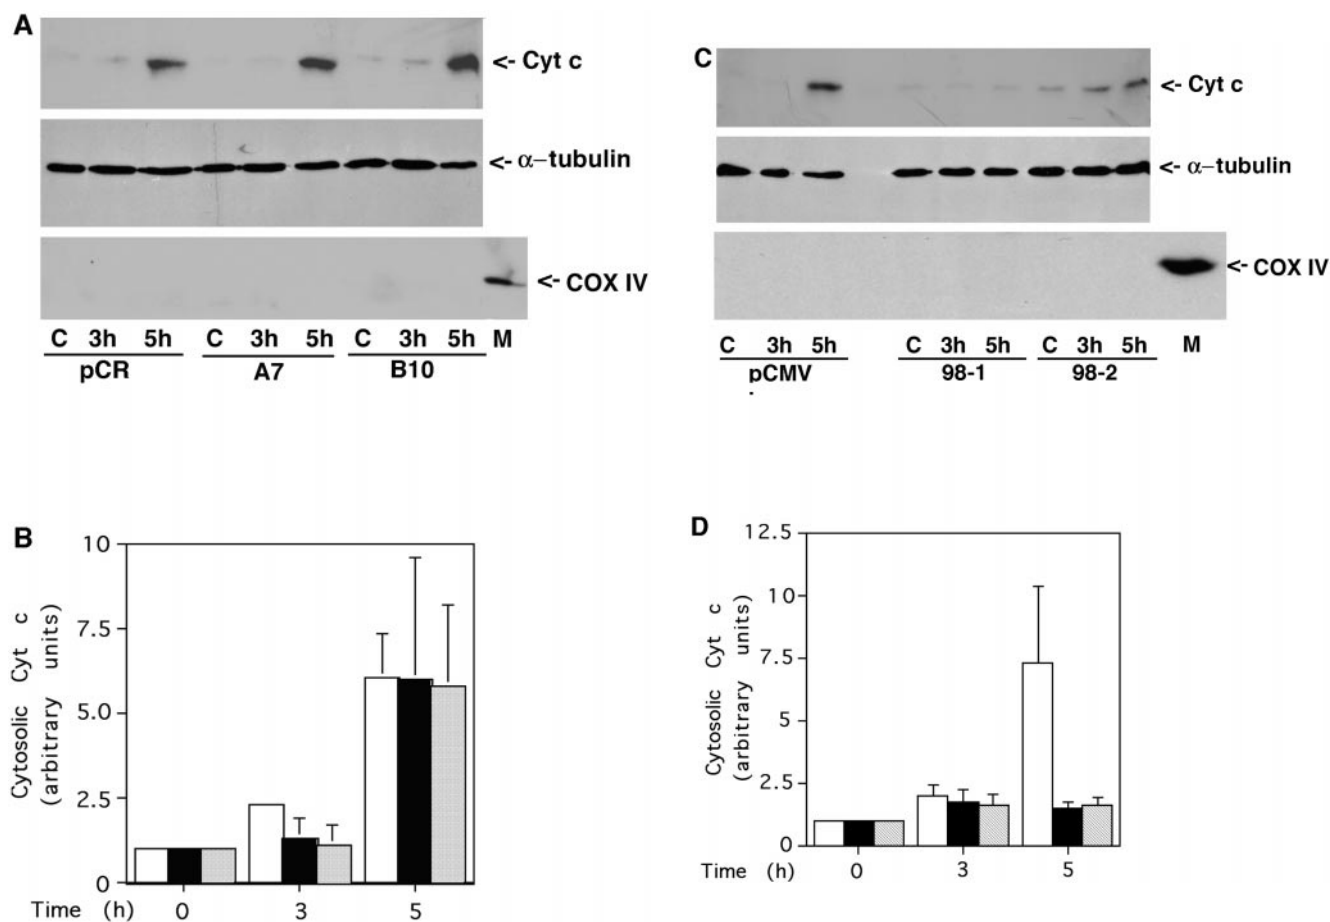 A
<- Cyt c
<- α-tubulin
<- COX IV
C 3h 5h C 3h 5h C 3h 5h M
pCR A7 B10
C
<- Cyt c
<- α-tubulin
<- COX IV
C 3h 5h C 3h 5h C 3h 5h M
pCMV 98-1 98-2
B
Cytosolic Cyt c
(arbitrary units)
10
7.5
5.0
2.5
0
Time (h) 0 3 5
D
Cytosolic Cyt c
(arbitrary units)
12.5
10
7.5
5
2.5
0
Time (h) 0 3 5